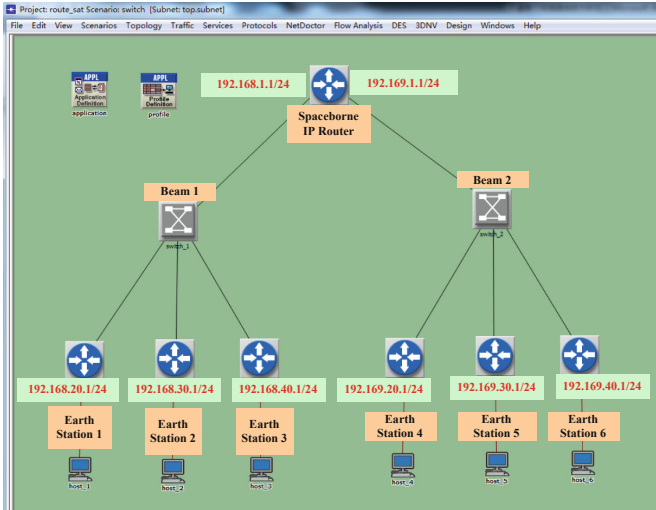 Project: route_sat Scenario: switch [Subnet: top.subnet]
File Edit View Scenarios Topology Traffic Services Protocols NetDoctor Flow Analysis DES 3DNV Design Windows Help
APPL
Application
Definition
application
APPL
Profile
Definition
profile
192.168.1.1/24
192.169.1.1/24
Spaceborne
IP Router
Beam 1
switch_1
Beam 2
switch_2
192.168.20.1/24
192.168.30.1/24
192.168.40.1/24
192.169.20.1/24
192.169.30.1/24
192.169.40.1/24
Earth
Station 1
Earth
Station 2
Earth
Station 3
Earth
Station 4
Earth
Station 5
Earth
Station 6
host_1
host_2
host_3
host_4
host_5
host_6